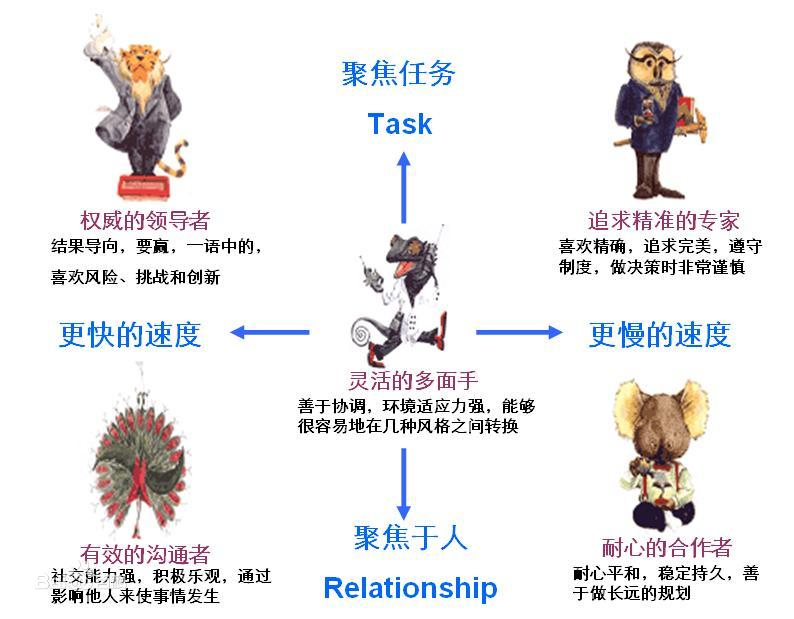 聚焦任务
Task
权威的领导者
结果导向，要赢，一语中的，
喜欢风险、挑战和创新
追求精准的专家
喜欢精确，追求完美，遵守
制度，做决策时非常谨慎
更快的速度
更慢的速度
灵活的多面手
善于协调，环境适应力强，能够
很容易地在几种风格之间转换
有效的沟通者
社交能力强，积极乐观，通过
影响他人来使事情发生
聚焦于人
Relationship
耐心的合作者
耐心平和，稳定持久，善
于做长远的规划